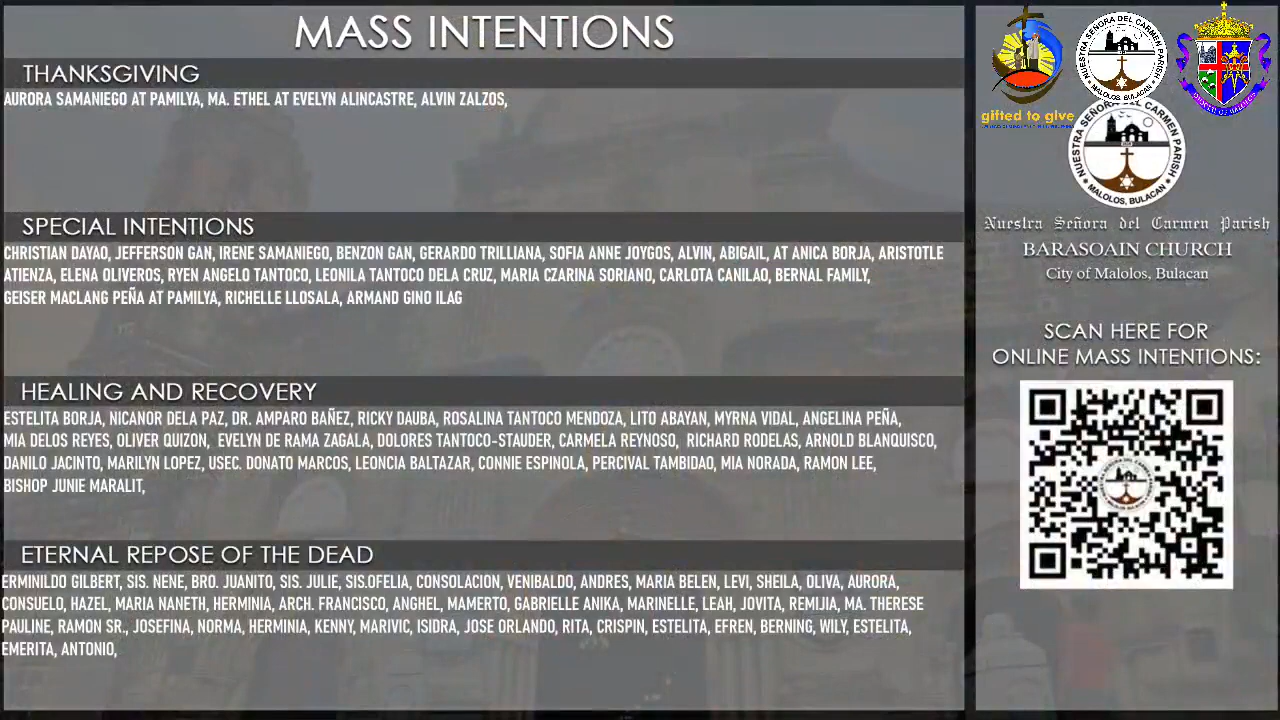 MASS INTENTIONS
THANKSGIVING
AURORA SAMANIEGO AT PAMILYA, MA. ETHEL AT EVELYN ALINCASTRE, ALVIN ZALZOS,
SPECIAL INTENTIONS
CHRISTIAN DAYAO, JEFFERSON GAN, IRENE SAMANIEGO, BENZON GAN, GERARDO TRILLIANA, SOFIA ANNE JOYGOS, ALVIN, ABIGAIL, AT ANICA BORJA, ARISTOTLE
ATIENZA, ELENA OLIVEROS, RYEN ANGELO TANTOCO, LEONILA TANTOCO DELA CRUZ, MARIA CZARINA SORIANO, CARLOTA CANILAO, BERNAL FAMILY,
GEISER MACLANG PEÑA AT PAMILYA, RICHELLE LLOSALA, ARMAND GINO ILAG
HEALING AND RECOVERY
ESTELITA BORJA, NICANOR DELA PAZ, DR. AMPARO BAÑEZ, RICKY DAUBA, ROSALINA TANTOCO MENDOZA, LITO ABAYAN, MYRNA VIDAL, ANGELINA PEÑA,
MIA DELOS REYES, OLIVER QUIZON, EVELYN DE RAMA ZAGALA, DOLORES TANTOCO-STAUDER, CARMELA REYNOSO, RICHARD RODELAS, ARNOLD BLANQUISCO,
DANILO JACINTO, MARILYN LOPEZ, USEC. DONATO MARCOS, LEONCIA BALTAZAR, CONNIE ESPINOLA, PERCIVAL TAMBIDAO, MIA NORADA, RAMON LEE,
BISHOP JUNIE MARALIT,
ETERNAL REPOSE OF THE DEAD
ERMINILDO GILBERT, SIS. NENE, BRO. JUANITO, SIS. JULIE, SIS.OFELIA, CONSOLACION, VENIBALDO, ANDRES, MARIA BELEN, LEVI, SHEILA, OLIVA, AURORA,
CONSUELO, HAZEL, MARIA NANETH, HERMINIA, ARCH. FRANCISCO, ANGHEL, MAMERTO, GABRIELLE ANIKA, MARINELLE, LEAH, JOVITA, REMIJIA, MA. THERESE
PAULINE, RAMON SR., JOSEFINA, NORMA, HERMINIA, KENNY, MARIVIC, ISIDRA, JOSE ORLANDO, RITA, CRISPIN, ESTELITA, EFREN, BERNING, WILY, ESTELITA,
EMERITA, ANTONIO,
gifted to give
NUESTRA SEÑORA DEL CARMEN PARISH
MALOLOS, BULACAN
DIOCESE OF MALOLOS
NUESTRA SEÑORA DEL CARMEN PARISH
MALOLOS, BULACAN
Nuestra Señora del Carmen Parish
BARASOAIN CHURCH
City of Malolos, Bulacan
SCAN HERE FOR
ONLINE MASS INTENTIONS: